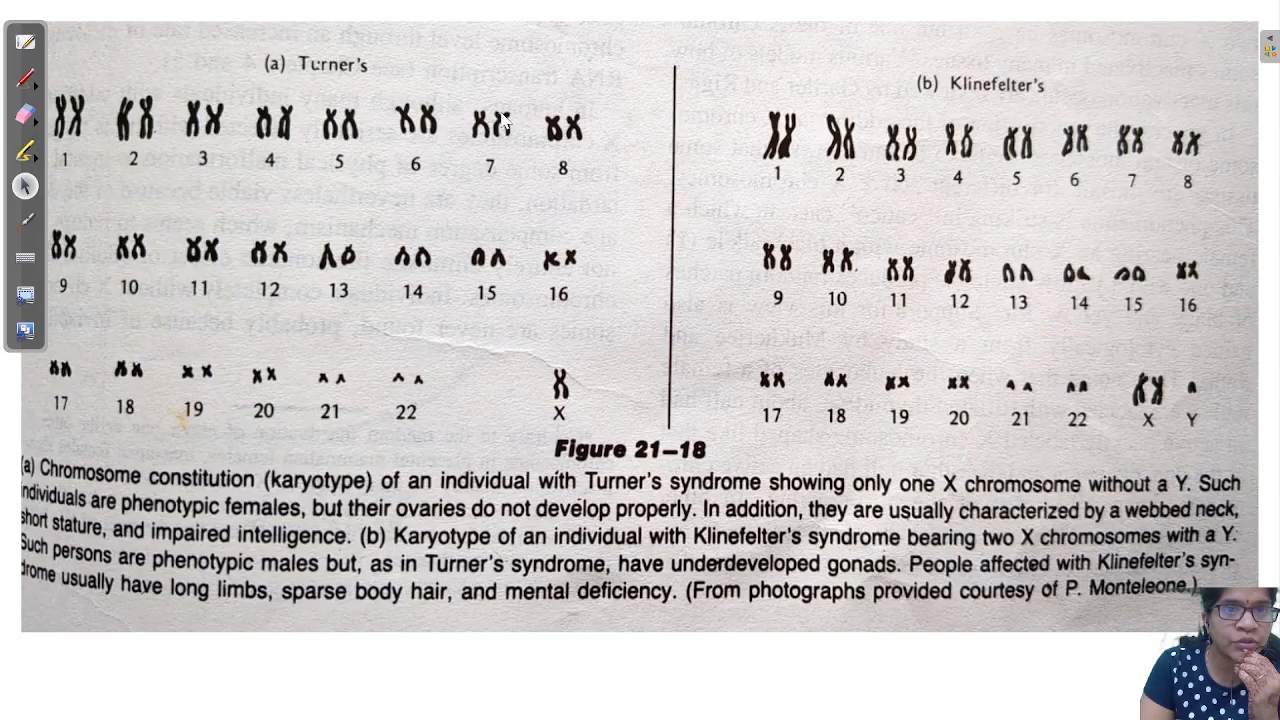 (a) Turner's
1 2 3 4 5 6 7 8
9 10 11 12 13 14 15 16
17 18 19 20 21 22 X
(b) Klinefelter's
1 2 3 4 5 6 7 8
9 10 11 12 13 14 15 16
17 18 19 20 21 22 X Y
Figure 21–18
(a) Chromosome constitution (karyotype) of an individual with Turner's syndrome showing only one X chromosome without a Y. Such
individuals are phenotypic females, but their ovaries do not develop properly. In addition, they are usually characterized by a webbed neck,
short stature, and impaired intelligence. (b) Karyotype of an individual with Klinefelter's syndrome bearing two X chromosomes with a Y.
Such persons are phenotypic males but, as in Turner's syndrome, have underdeveloped gonads. People affected with Klinefelter's syn-
drome usually have long limbs, sparse body hair, and mental deficiency. (From photographs provided courtesy of P. Monteleone.)